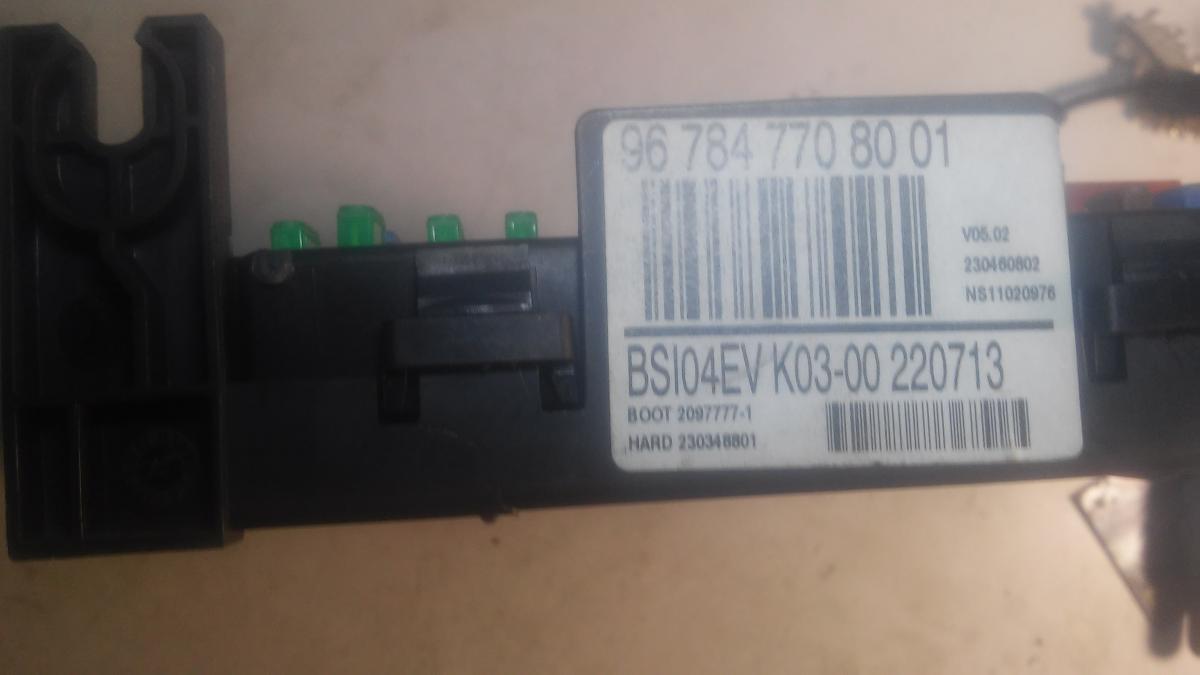 96 784 770 80 01
V05.02
230460802
NS11020976
BSI04EV K03-00 220713
BOOT 2097777-1
HARD 230348801